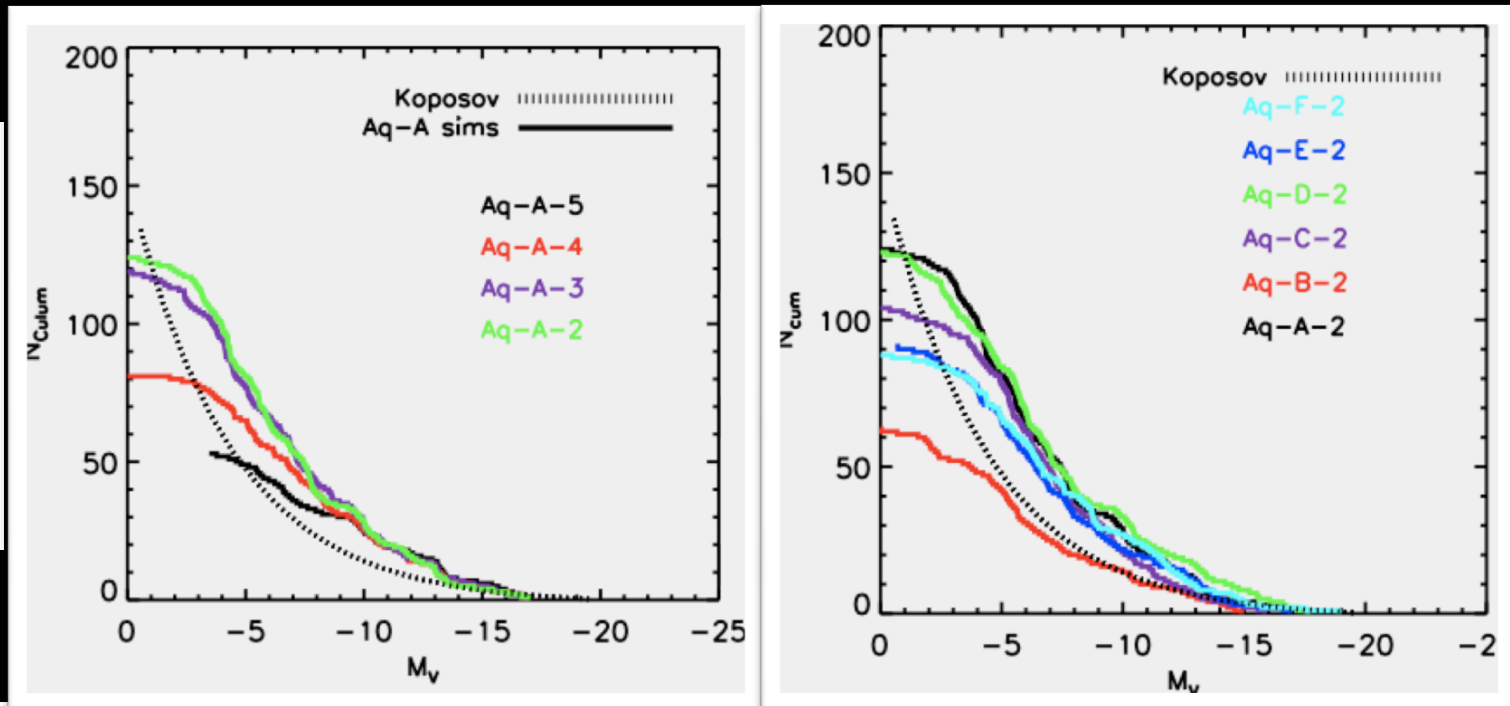 200
150
100
50
0
N_Culum
Koposov
Aq-A sims
Aq-A-5
Aq-A-4
Aq-A-3
Aq-A-2
0 -5 -10 -15 -20 -25
M_V
200
150
100
50
0
N_cum
Koposov
Aq-F-2
Aq-E-2
Aq-D-2
Aq-C-2
Aq-B-2
Aq-A-2
0 -5 -10 -15 -20 -2
M_V